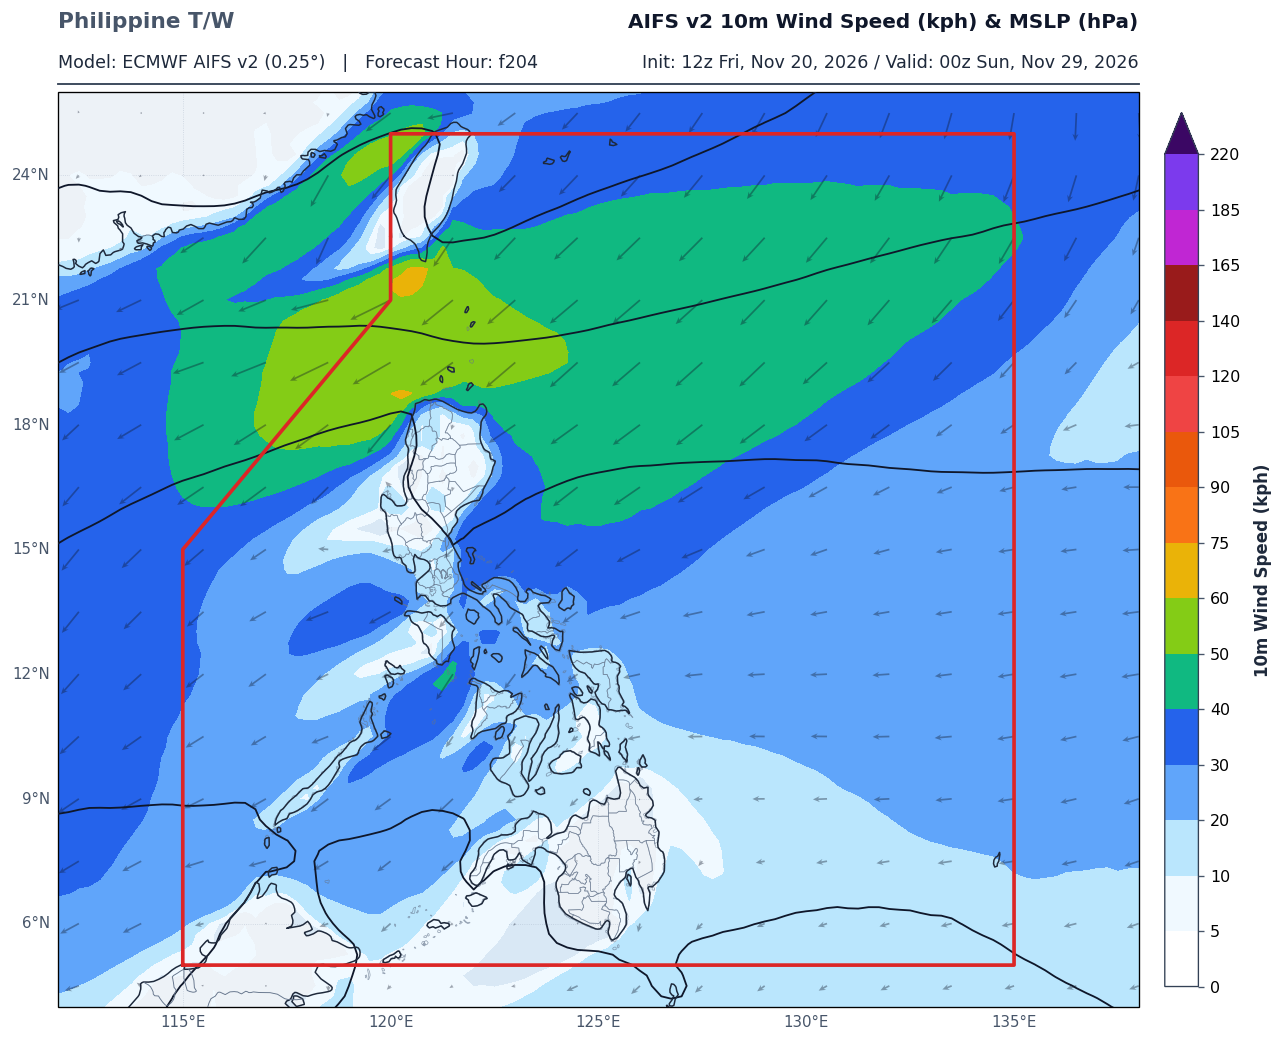 Philippine T/W
AIFS v2 10m Wind Speed (kph) & MSLP (hPa)
Model: ECMWF AIFS v2 (0.25°)   |   Forecast Hour: f204
Init: 12z Fri, Nov 20, 2026 / Valid: 00z Sun, Nov 29, 2026
24°N
21°N
18°N
15°N
12°N
9°N
6°N
115°E
120°E
125°E
130°E
135°E
220
185
165
140
120
105
90
75
60
50
40
30
20
10
5
0
10m Wind Speed (kph)